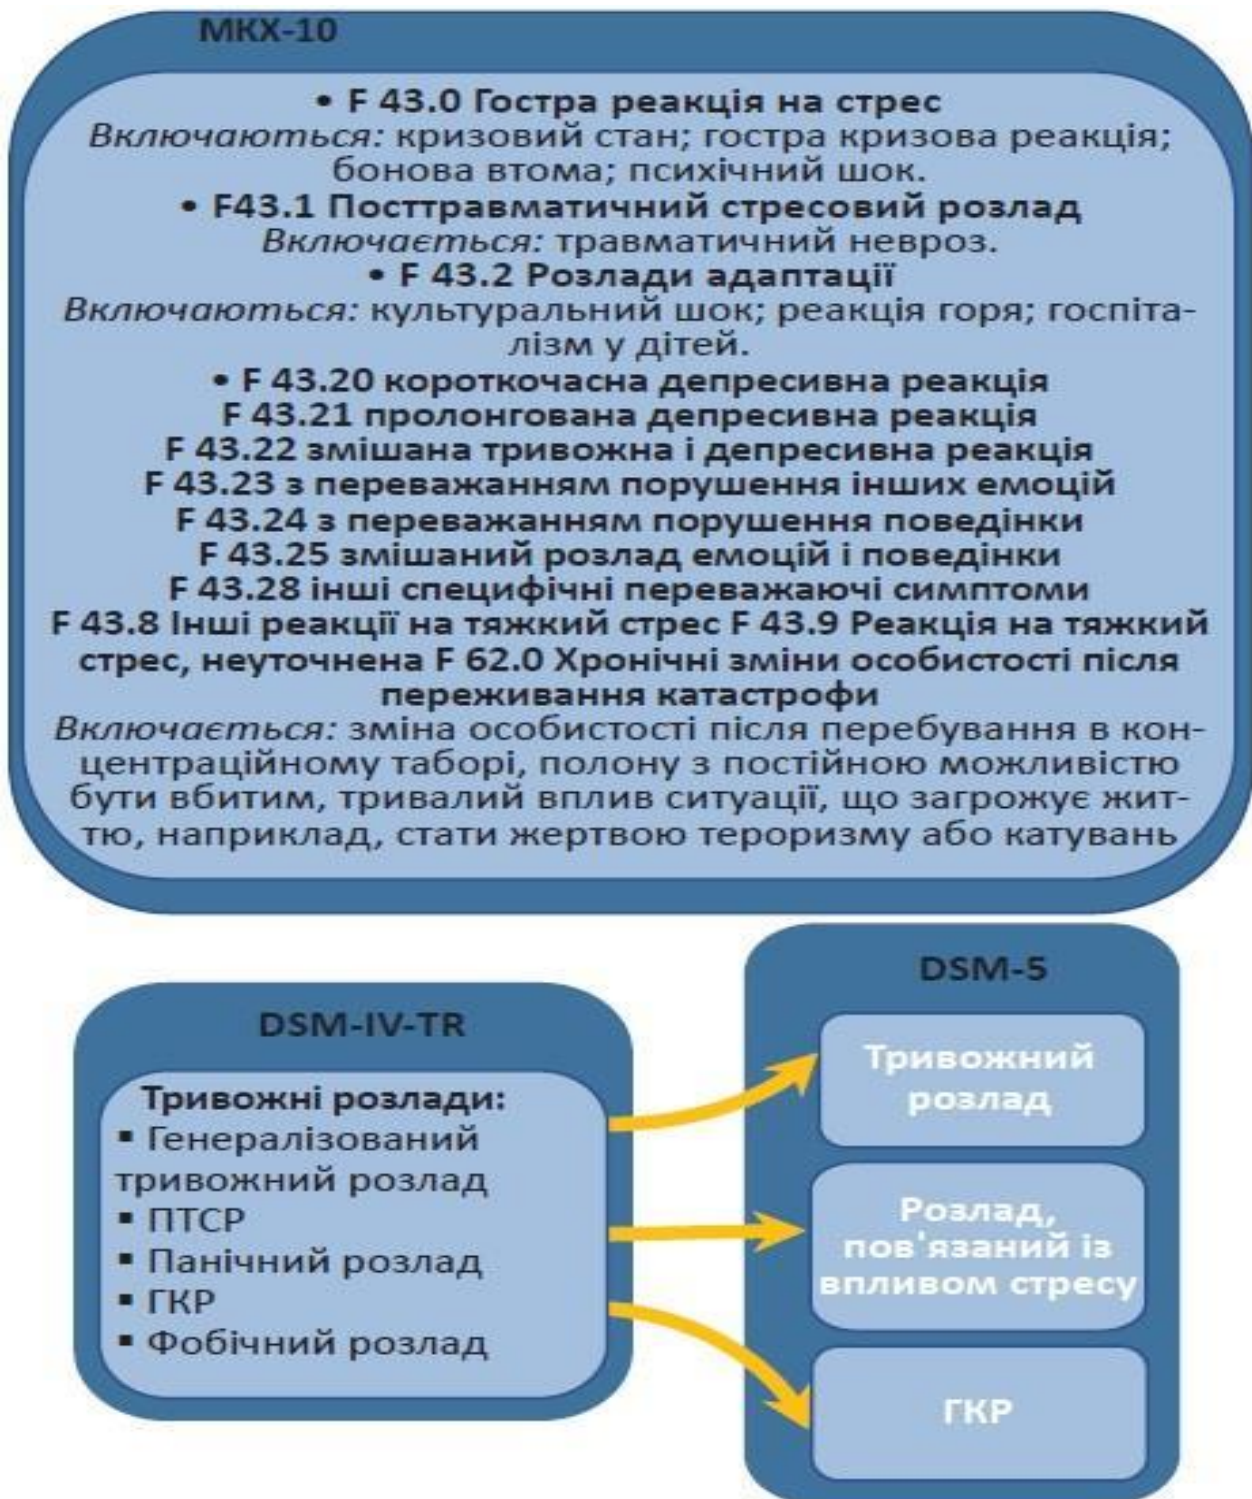 МКХ-10
• F 43.0 Гостра реакція на стрес
Включаються: кризовий стан; гостра кризова реакція;
бонова втома; психічний шок.
• F43.1 Посттравматичний стресовий розлад
Включається: травматичний невроз.
• F 43.2 Розлади адаптації
Включаються: культуральний шок; реакція горя; госпіта-
лізм у дітей.
• F 43.20 короткочасна депресивна реакція
F 43.21 пролонгована депресивна реакція
F 43.22 змішана тривожна і депресивна реакція
F 43.23 з переважанням порушення інших емоцій
F 43.24 з переважанням порушення поведінки
F 43.25 змішаний розлад емоцій і поведінки
F 43.28 інші специфічні переважаючі симптоми
F 43.8 Інші реакції на тяжкий стрес F 43.9 Реакція на тяжкий
стрес, неуточнена F 62.0 Хронічні зміни особистості після
переживання катастрофи
Включається: зміна особистості після перебування в кон-
центраційному таборі, полону з постійною можливістю
бути вбитим, тривалий вплив ситуації, що загрожує жит-
тю, наприклад, стати жертвою тероризму або катувань
DSM-IV-TR
Тривожні розлади:
▪ Генералізований
тривожний розлад
▪ ПТСР
▪ Панічний розлад
▪ ГКР
▪ Фобічний розлад
DSM-5
Тривожний
розлад
Розлад,
пов'язаний із
впливом стресу
ГКР